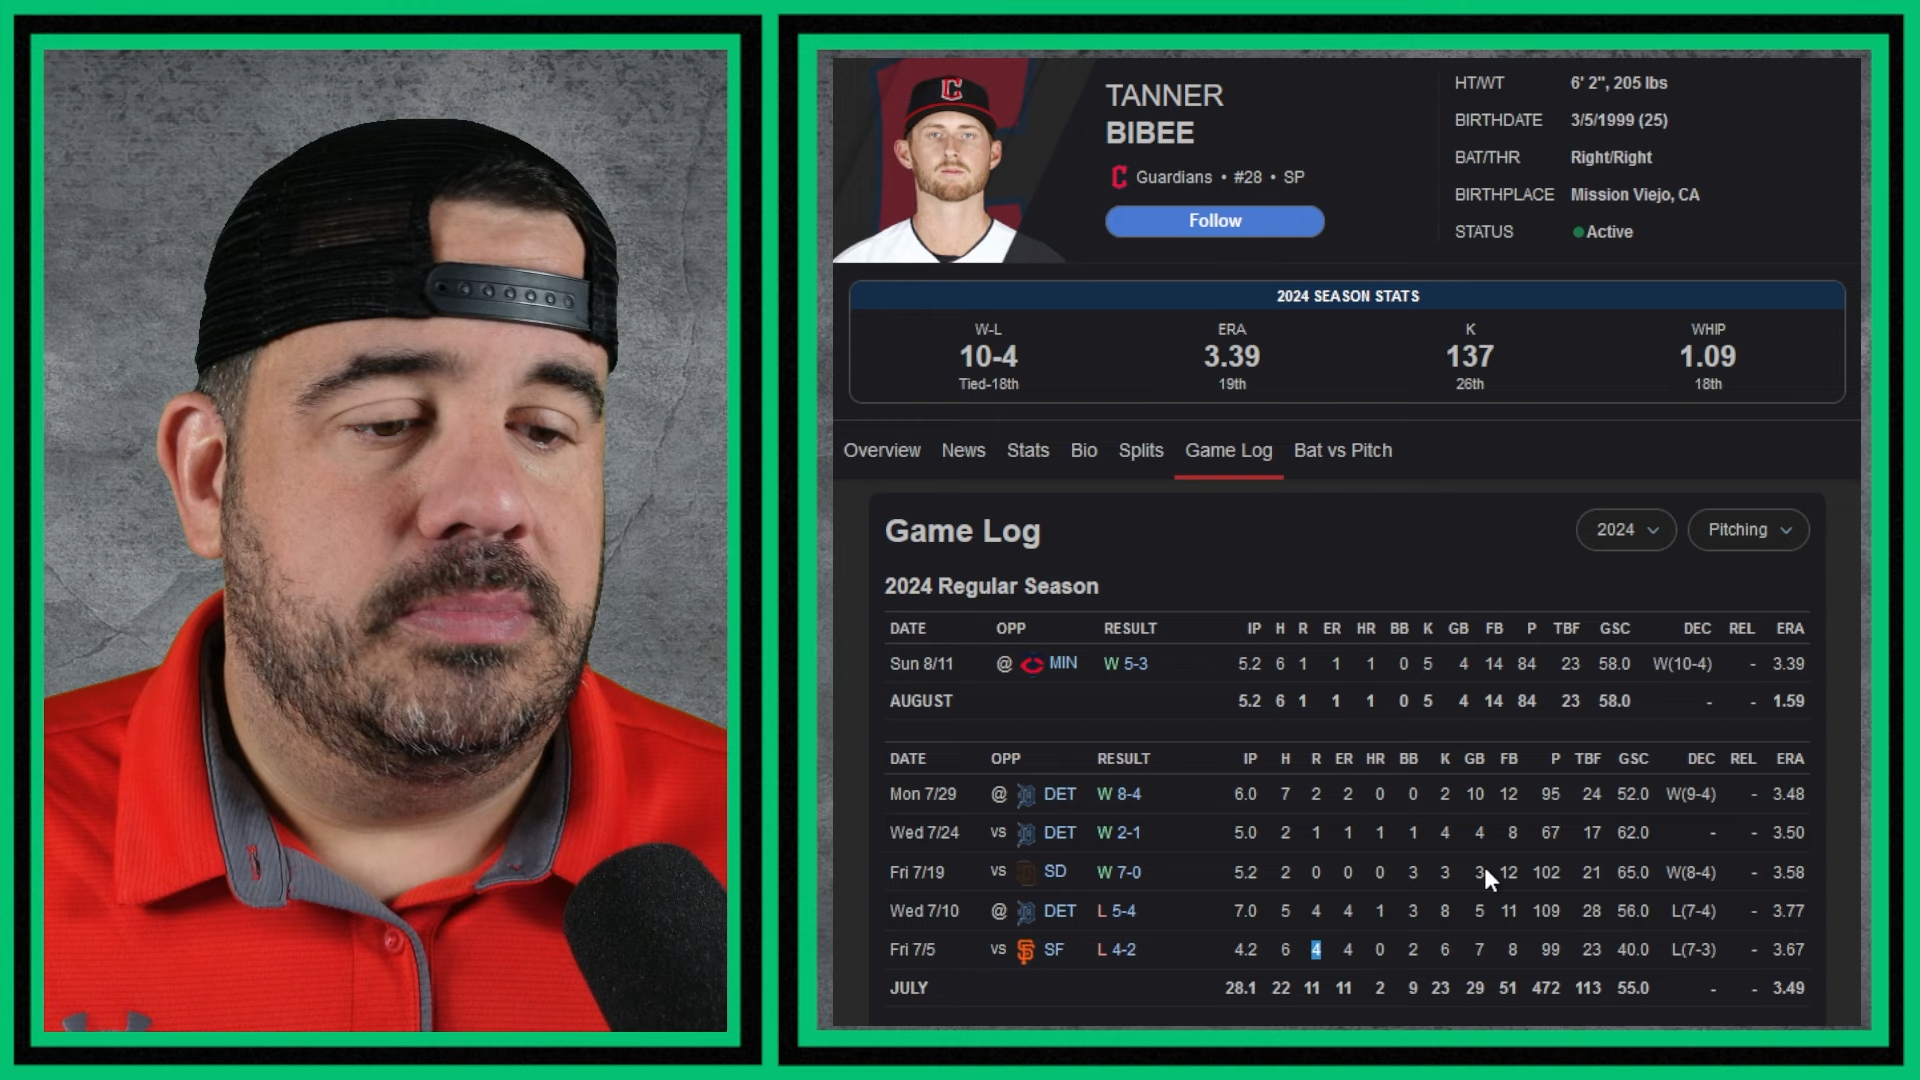 TANNER
BIBEE
Guardians • #28 • SP
Follow
HT/WT 6' 2", 205 lbs
BIRTHDATE 3/5/1999 (25)
BAT/THR Right/Right
BIRTHPLACE Mission Viejo, CA
STATUS Active
2024 SEASON STATS
W-L ERA K WHIP
10-4 3.39 137 1.09
Tied-18th 19th 26th 18th
Overview News Stats Bio Splits Game Log Bat vs Pitch
Game Log
2024 Pitching
2024 Regular Season
DATE OPP RESULT IP H R ER HR BB K GB FB P TBF GSC DEC REL ERA
Sun 8/11 @ MIN W 5-3 5.2 6 1 1 1 0 5 4 14 84 23 58.0 W(10-4) - 3.39
AUGUST 5.2 6 1 1 1 0 5 4 14 84 23 58.0 - - 1.59
DATE OPP RESULT IP H R ER HR BB K GB FB P TBF GSC DEC REL ERA
Mon 7/29 @ DET W 8-4 6.0 7 2 2 0 0 2 10 12 95 24 52.0 W(9-4) - 3.48
Wed 7/24 vs DET W 2-1 5.0 2 1 1 1 1 4 4 8 67 17 62.0 - - 3.50
Fri 7/19 vs SD W 7-0 5.2 2 0 0 0 3 3 3 12 102 21 65.0 W(8-4) - 3.58
Wed 7/10 @ DET L 5-4 7.0 5 4 4 1 3 8 5 11 109 28 56.0 L(7-4) - 3.77
Fri 7/5 vs SF L 4-2 4.2 6 4 4 0 2 6 7 8 99 23 40.0 L(7-3) - 3.67
JULY 28.1 22 11 11 2 9 23 29 51 472 113 55.0 - - 3.49